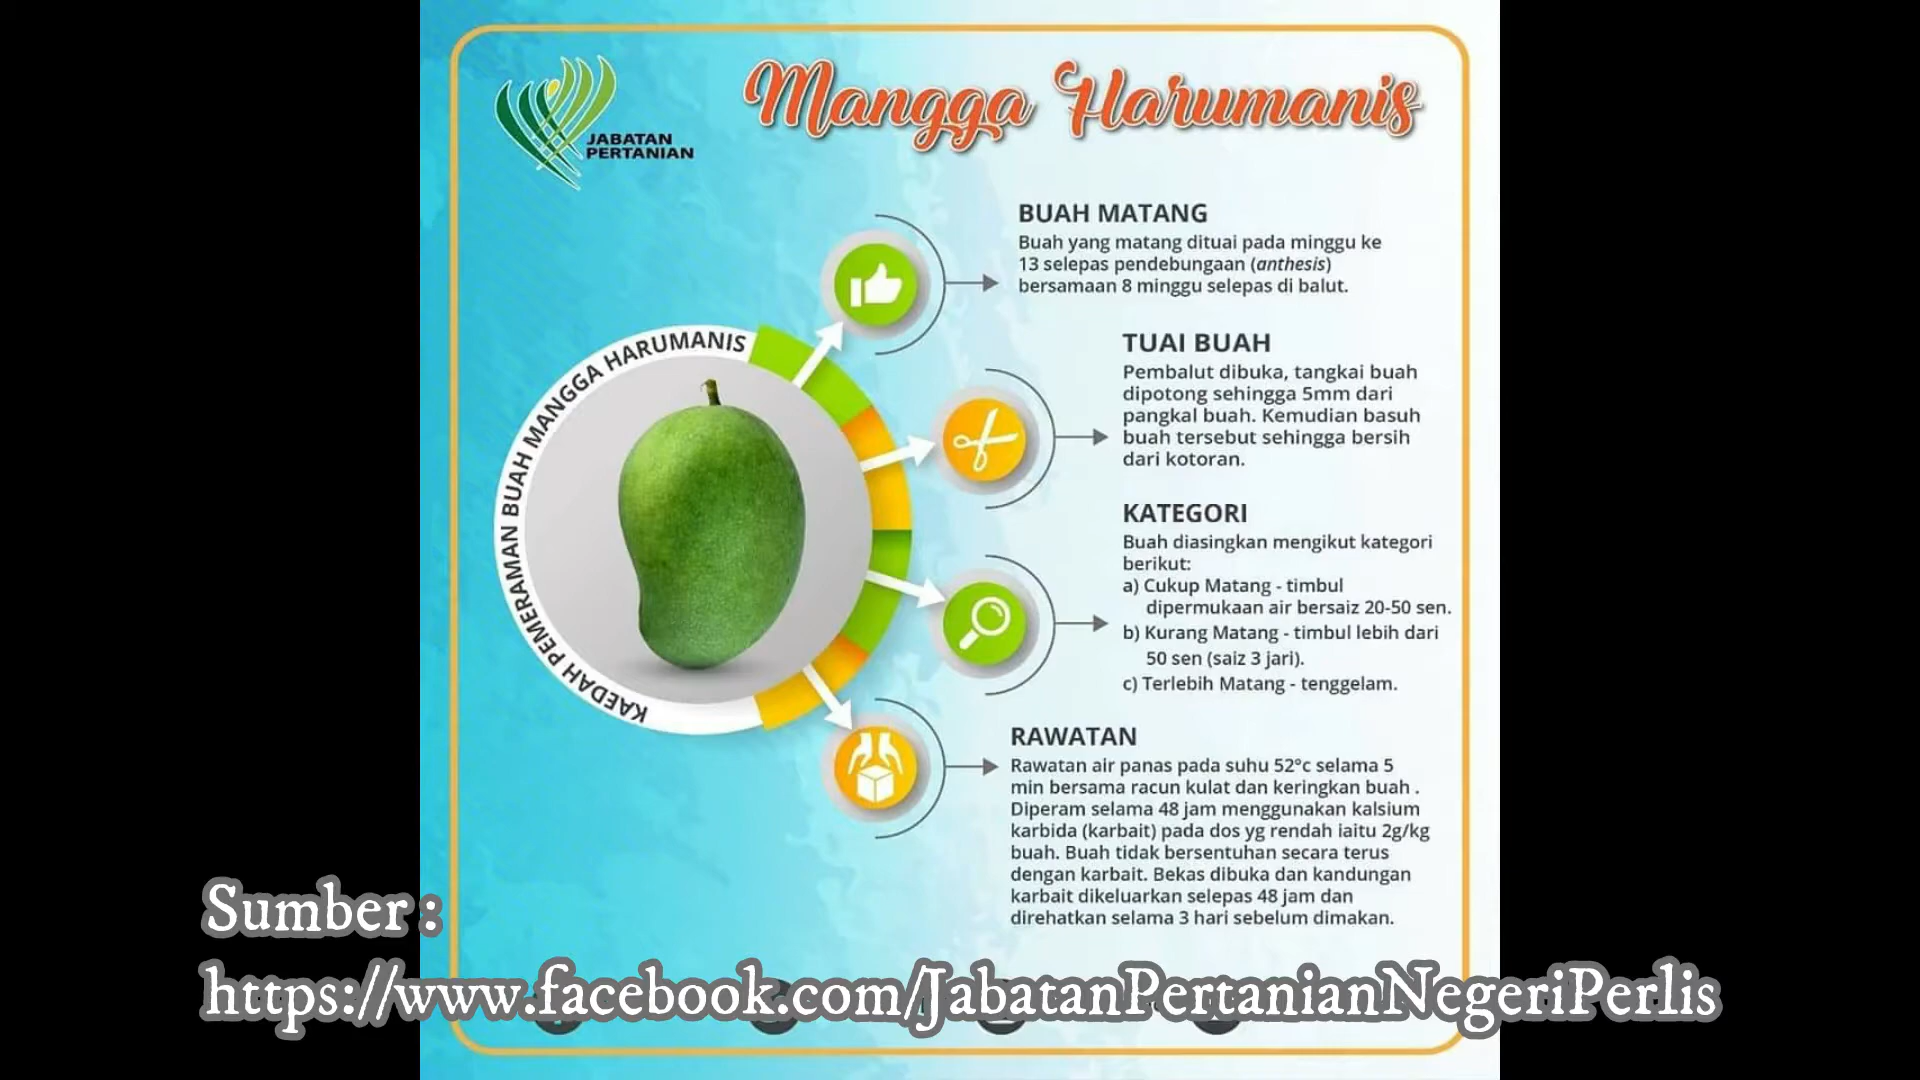 JABATAN
PERTANIAN
Mangga Harumanis
BUAH MATANG
Buah yang matang dituai pada minggu ke
13 selepas pendebungaan (anthesis)
bersamaan 8 minggu selepas di balut.
KAEDAH PEMERAMAN BUAH MANGGA HARUMANIS
TUAI BUAH
Pembalut dibuka, tangkai buah
dipotong sehingga 5mm dari
pangkal buah. Kemudian basuh
buah tersebut sehingga bersih
dari kotoran.
KATEGORI
Buah diasingkan mengikut kategori
berikut:
a) Cukup Matang - timbul
dipermukaan air bersaiz 20-50 sen.
b) Kurang Matang - timbul lebih dari
50 sen (saiz 3 jari).
c) Terlebih Matang - tenggelam.
RAWATAN
Rawatan air panas pada suhu 52°c selama 5
min bersama racun kulat dan keringkan buah .
Diperam selama 48 jam menggunakan kalsium
karbida (karbait) pada dos yg rendah iaitu 2g/kg
buah. Buah tidak bersentuhan secara terus
dengan karbait. Bekas dibuka dan kandungan
karbait dikeluarkan selepas 48 jam dan
direhatkan selama 3 hari sebelum dimakan.
Sumber :
https://www.facebook.com/JabatanPertanianNegeriPerlis